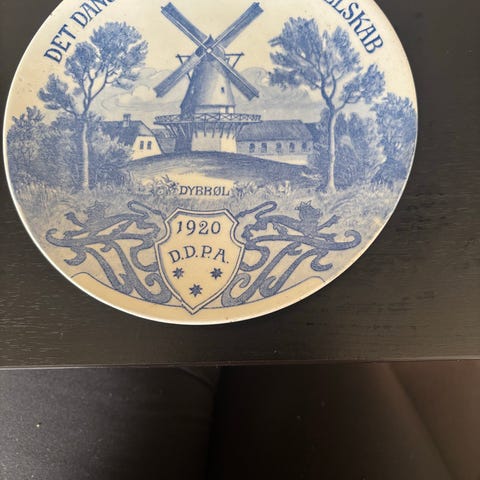 DET DAN
ELSKAB
DYBBØL
1920
D.D.P.A.